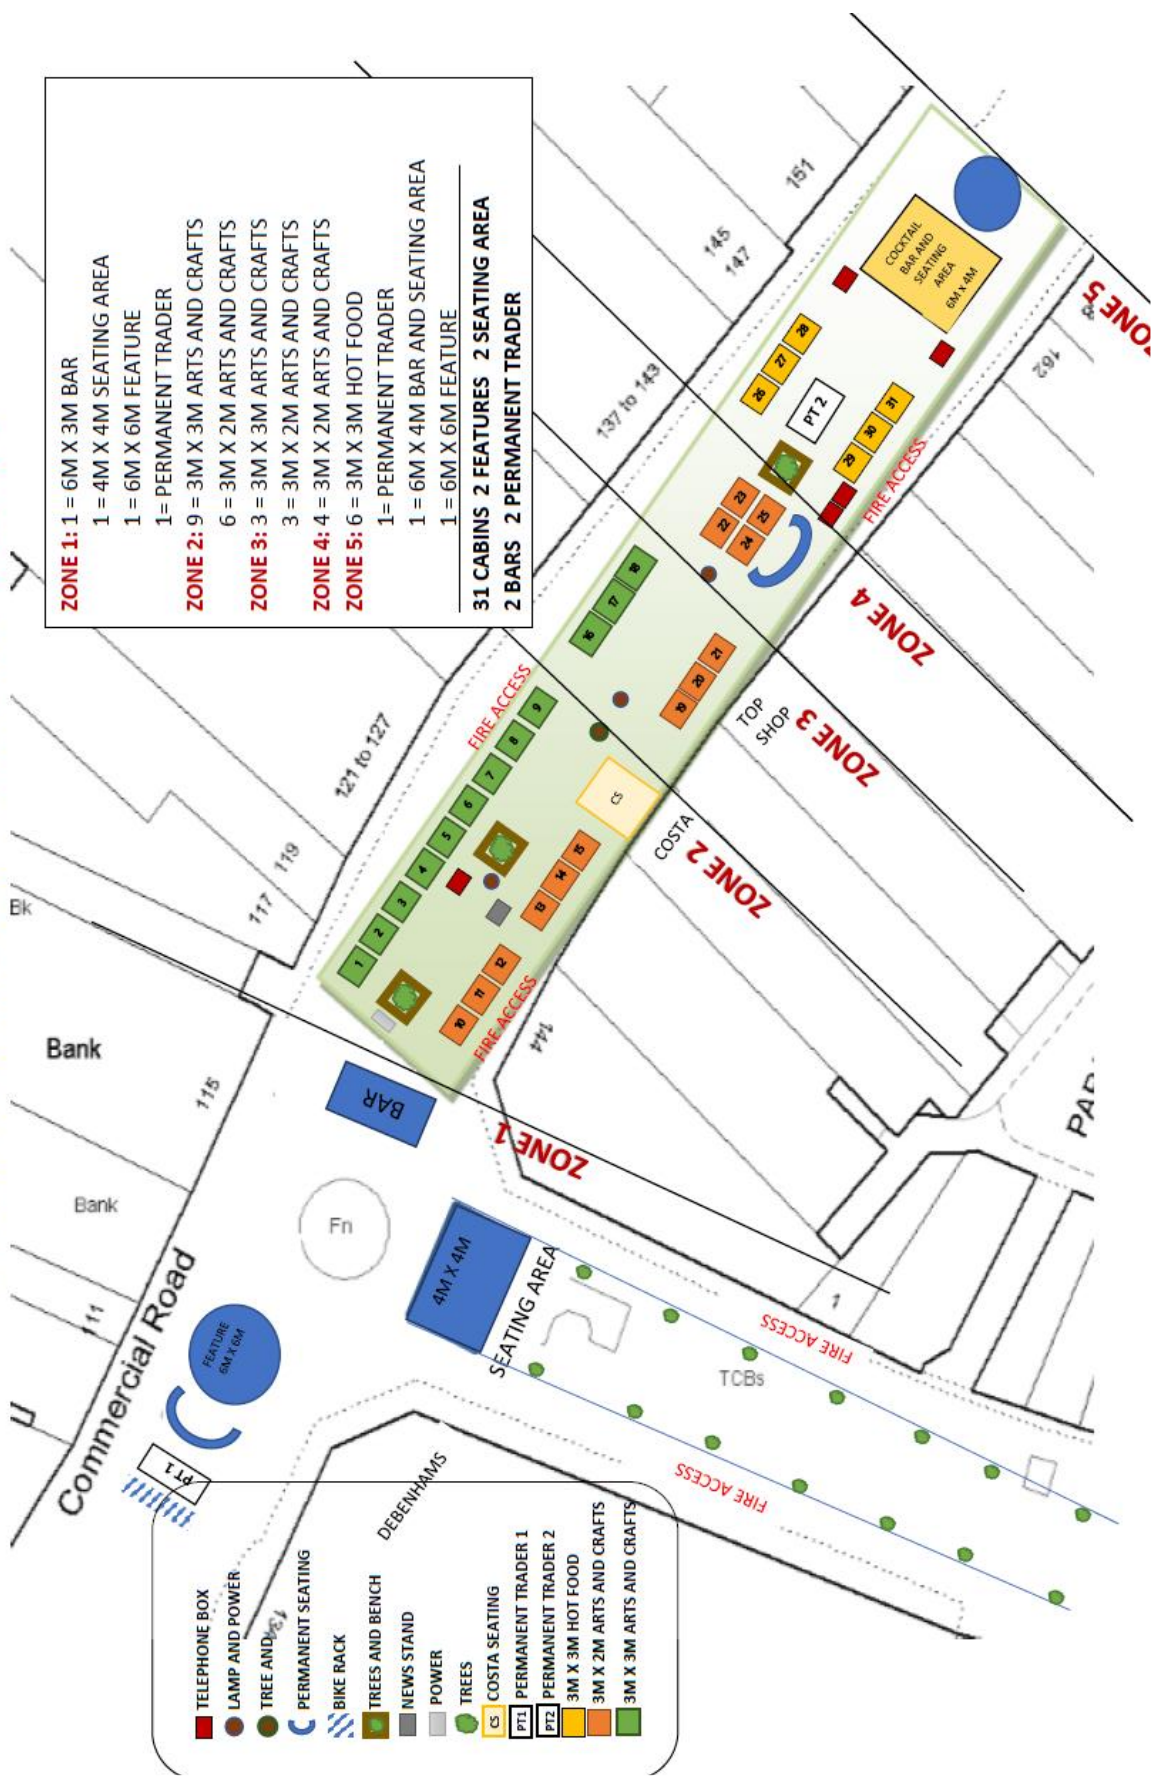 ZONE 1: 1 = 6M X 3M BAR
1 = 4M X 4M SEATING AREA
1 = 6M X 6M FEATURE
1= PERMANENT TRADER
ZONE 2: 9 = 3M X 3M ARTS AND CRAFTS
6 = 3M X 2M ARTS AND CRAFTS
ZONE 3: 3 = 3M X 3M ARTS AND CRAFTS
3 = 3M X 2M ARTS AND CRAFTS
ZONE 4: 4 = 3M X 2M ARTS AND CRAFTS
ZONE 5: 6 = 3M X 3M HOT FOOD
1= PERMANENT TRADER
1 = 6M X 4M BAR AND SEATING AREA
1 = 6M X 6M FEATURE
31 CABINS 2 FEATURES 2 SEATING AREA
2 BARS 2 PERMANENT TRADER
TELEPHONE BOX
LAMP AND POWER
TREE AND
PERMANENT SEATING
BIKE RACK
TREES AND BENCH
NEWS STAND
POWER
TREES
CS COSTA SEATING
PT1 PERMANENT TRADER 1
PT2 PERMANENT TRADER 2
3M X 3M HOT FOOD
3M X 2M ARTS AND CRAFTS
3M X 3M ARTS AND CRAFTS
134
DEBENHAMS
Commercial Road
PT 1
FEATURE
6M X 6M
Fn
4M X 4M
SEATING AREA
BAR
111
Bank
115
Bank
Bk
117
119
121 to 127
137 to 143
145
147
151
162
144
1
TCBs
PAR
FIRE ACCESS
FIRE ACCESS
FIRE ACCESS
FIRE ACCESS
FIRE ACCESS
ZONE 1
ZONE 2
ZONE 3
ZONE 4
ZONE 5
COSTA
TOP
SHOP
CS
1
2
3
4
5
6
7
8
9
10
11
12
13
14
15
16
17
18
19
20
21
22
23
24
25
26
27
28
29
30
31
PT 2
COCKTAIL
BAR AND
SEATING
AREA
6M X 4M